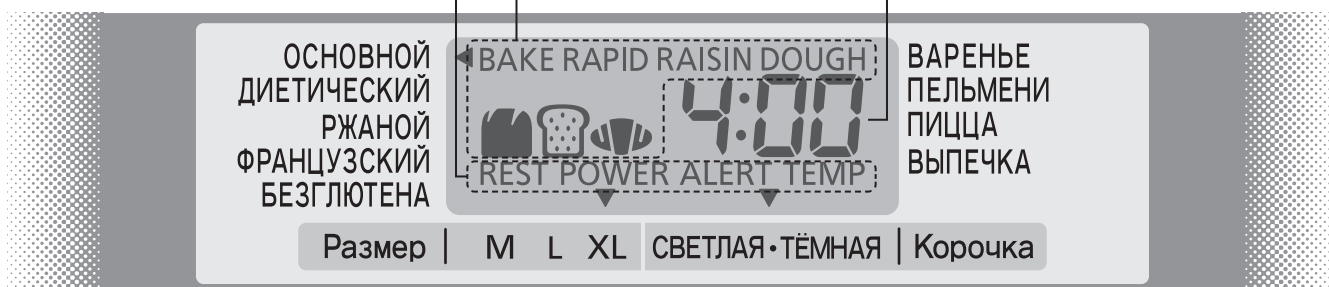 ОСНОВНОЙ
ДИЕТИЧЕСКИЙ
РЖАНОЙ
ФРАНЦУЗСКИЙ
БЕЗГЛЮТЕНА
BAKE RAPID RAISIN DOUGH
4:00
REST POWER ALERT TEMP
ВАРЕНЬЕ
ПЕЛЬМЕНИ
ПИЦЦА
ВЫПЕЧКА
Размер | M L XL СВЕТЛАЯ•ТЁМНАЯ | Корочка